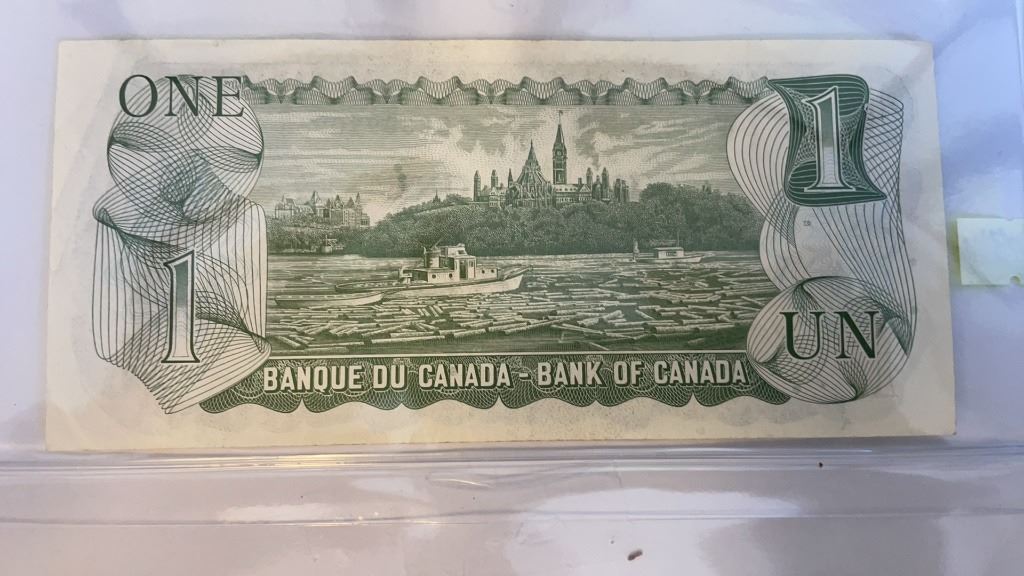 ONE
1
1
UN
BANQUE DU CANADA - BANK OF CANADA